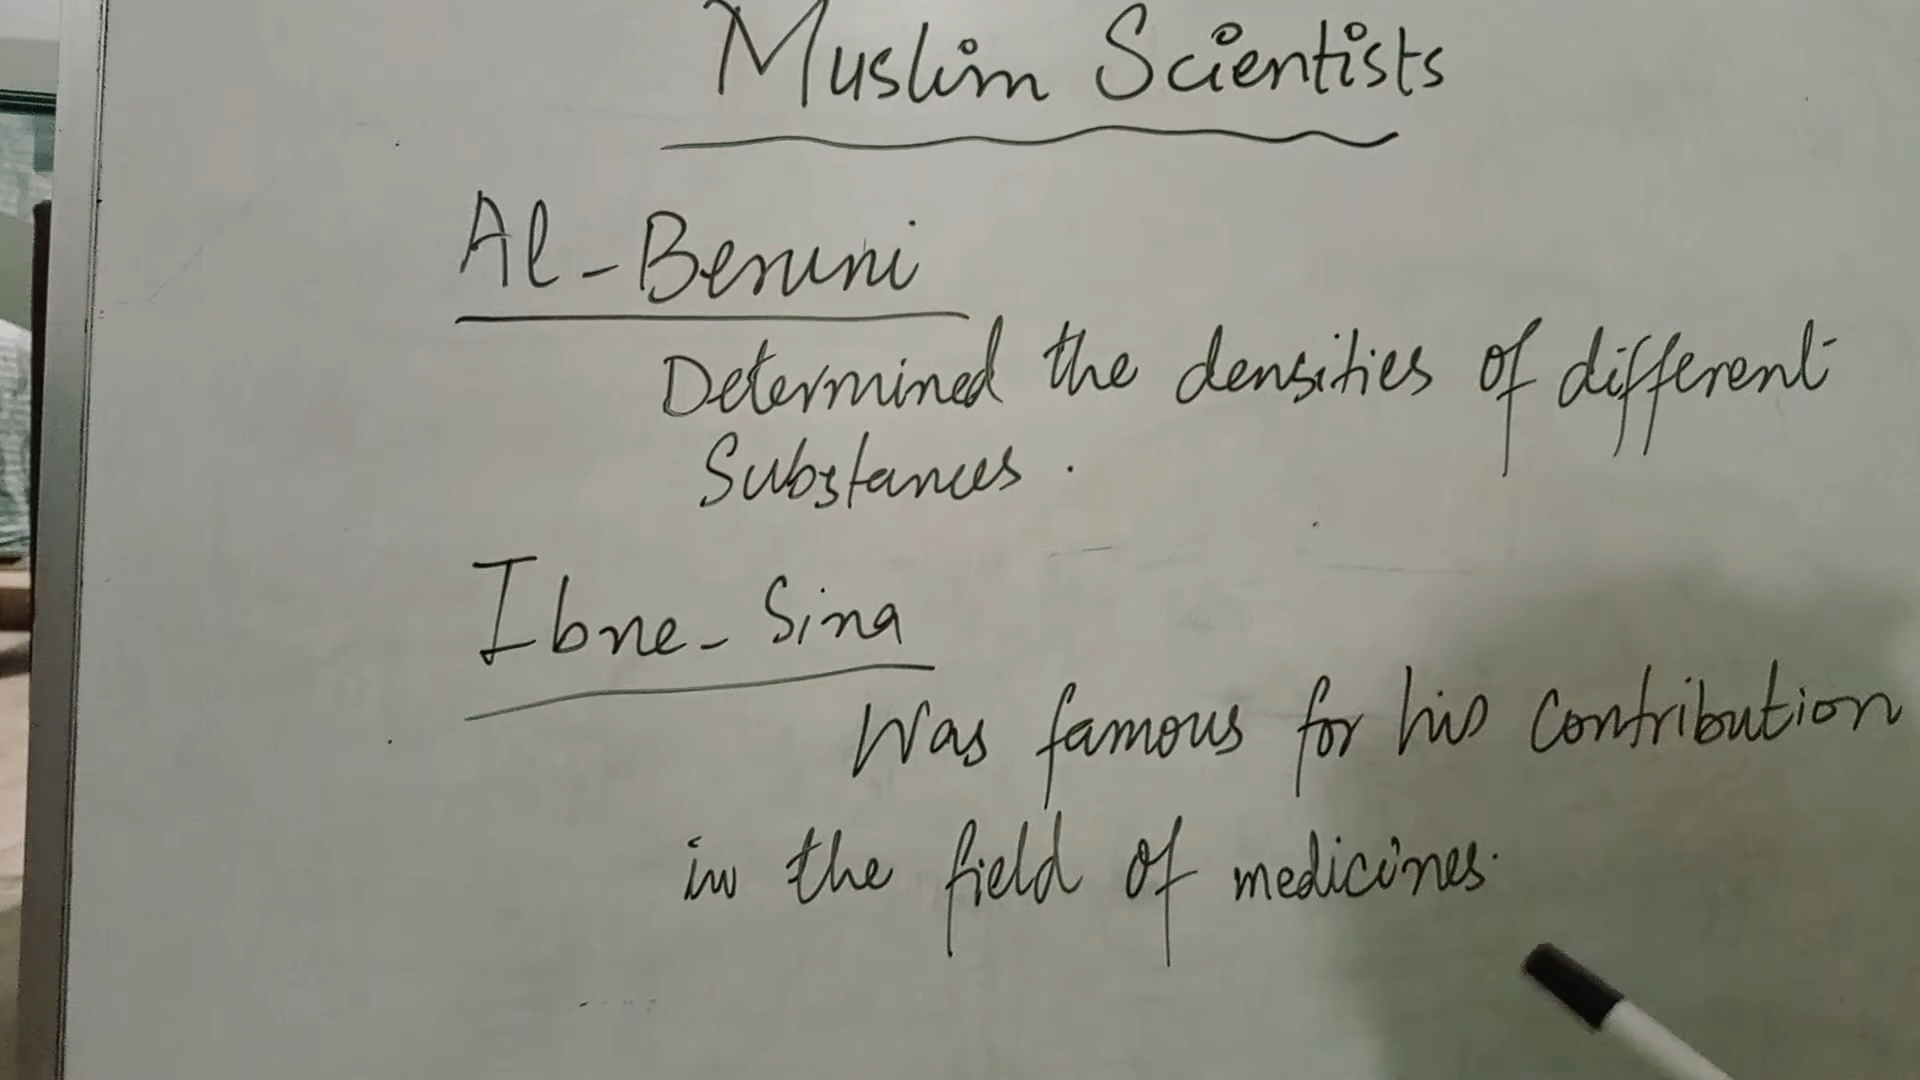 Muslim Scientists
Al-Beruni
Determined the densities of different
Substances.
Ibne-Sina
Was famous for his Contribution
in the field of medicines.